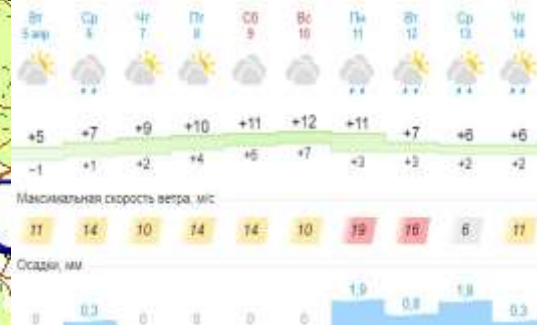 Вт Ср Чт Пт Сб Вс Пн Вт Ср Чт
5 апр 6 7 8 9 10 11 12 13 14
+5 +7 +9 +10 +11 +12 +11 +7 +6 +6
−1 +1 +2 +4 +6 +7 +3 +3 +2 +2
Максимальная скорость ветра, м/с
11 14 10 14 14 10 19 16 6 11
Осадки, мм
0 0,3 0 0 0 0 1,9 0,8 1,8 0,3